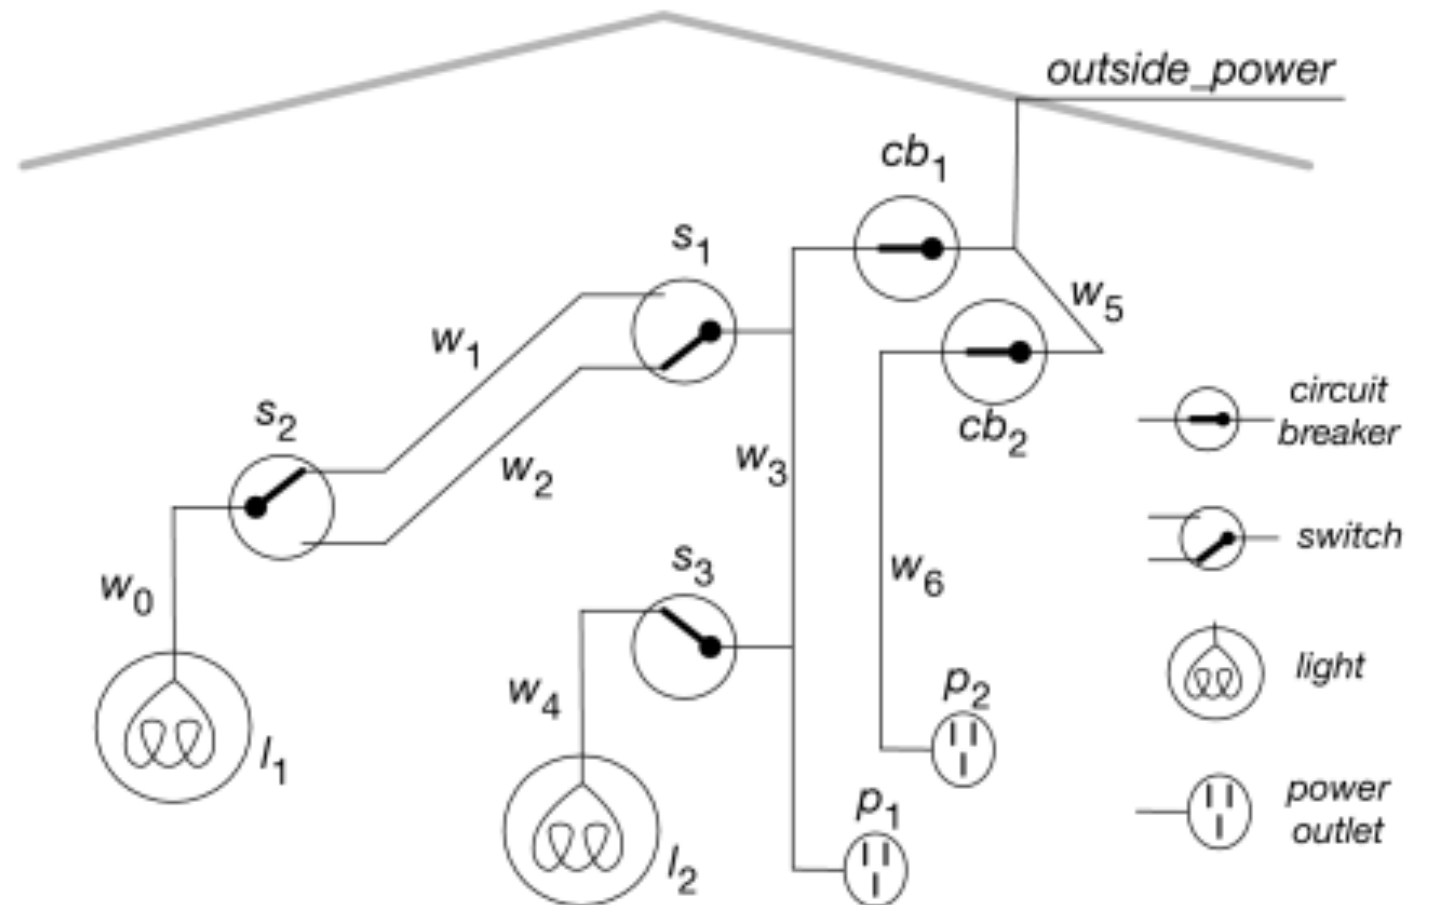 outside_power
cb1
s1
w5
w1
s2
cb2
circuit
breaker
w3
w2
switch
s3
w6
w0
light
p2
w4
l1
power
outlet
p1
l2